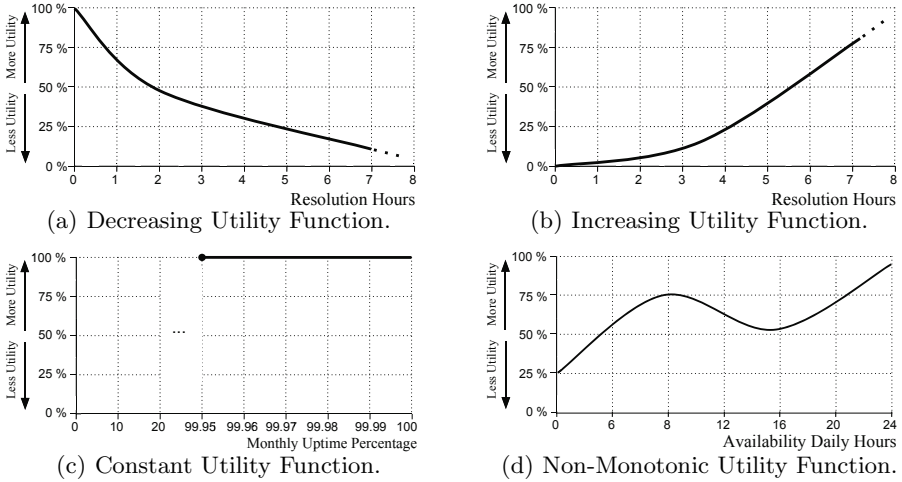 More Utility
Less Utility
100 %
75 %
50 %
25 %
0 %
0 1 2 3 4 5 6 7 8
Resolution Hours
(a) Decreasing Utility Function.
More Utility
Less Utility
100 %
75 %
50 %
25 %
0 %
0 1 2 3 4 5 6 7 8
Resolution Hours
(b) Increasing Utility Function.
More Utility
Less Utility
100 %
75 %
50 %
25 %
0 %
...
0 10 20 99.95 99.96 99.97 99.98 99.99 100
Monthly Uptime Percentage
(c) Constant Utility Function.
More Utility
Less Utility
100 %
75 %
50 %
25 %
0 %
0 6 8 12 16 20 24
Availability Daily Hours
(d) Non-Monotonic Utility Function.